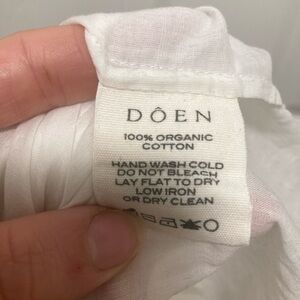 DÔEN
100% ORGANIC
COTTON
HAND WASH COLD
DO NOT BLEACH
LAY FLAT TO DRY
LOW IRON
OR DRY CLEAN